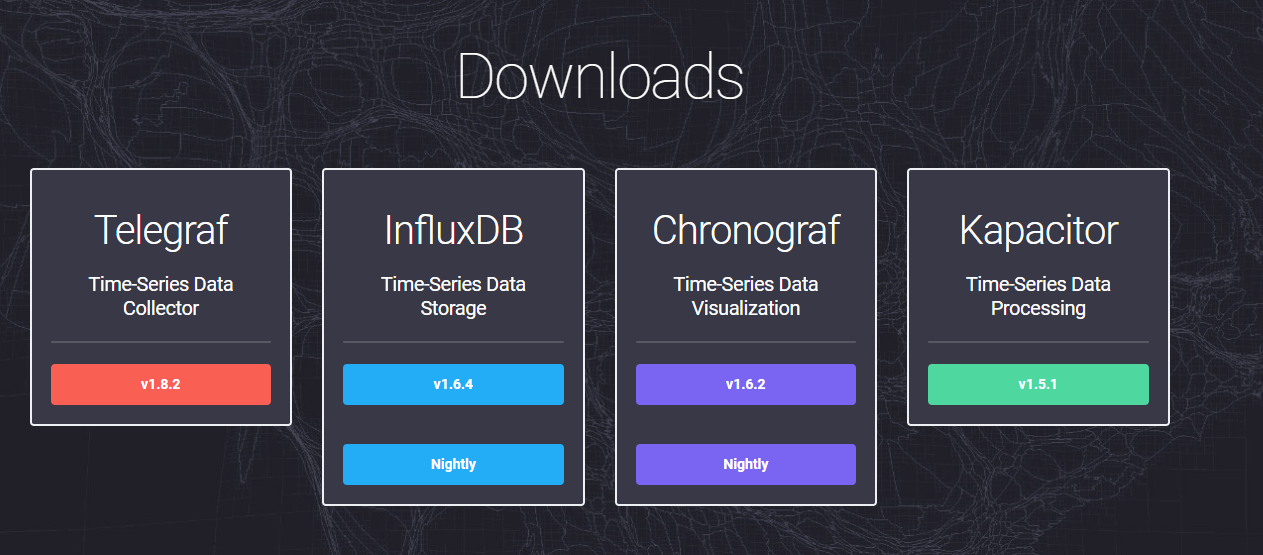 Downloads
Telegraf
Time-Series Data
Collector
v1.8.2
InfluxDB
Time-Series Data
Storage
v1.6.4
Nightly
Chronograf
Time-Series Data
Visualization
v1.6.2
Nightly
Kapacitor
Time-Series Data
Processing
v1.5.1